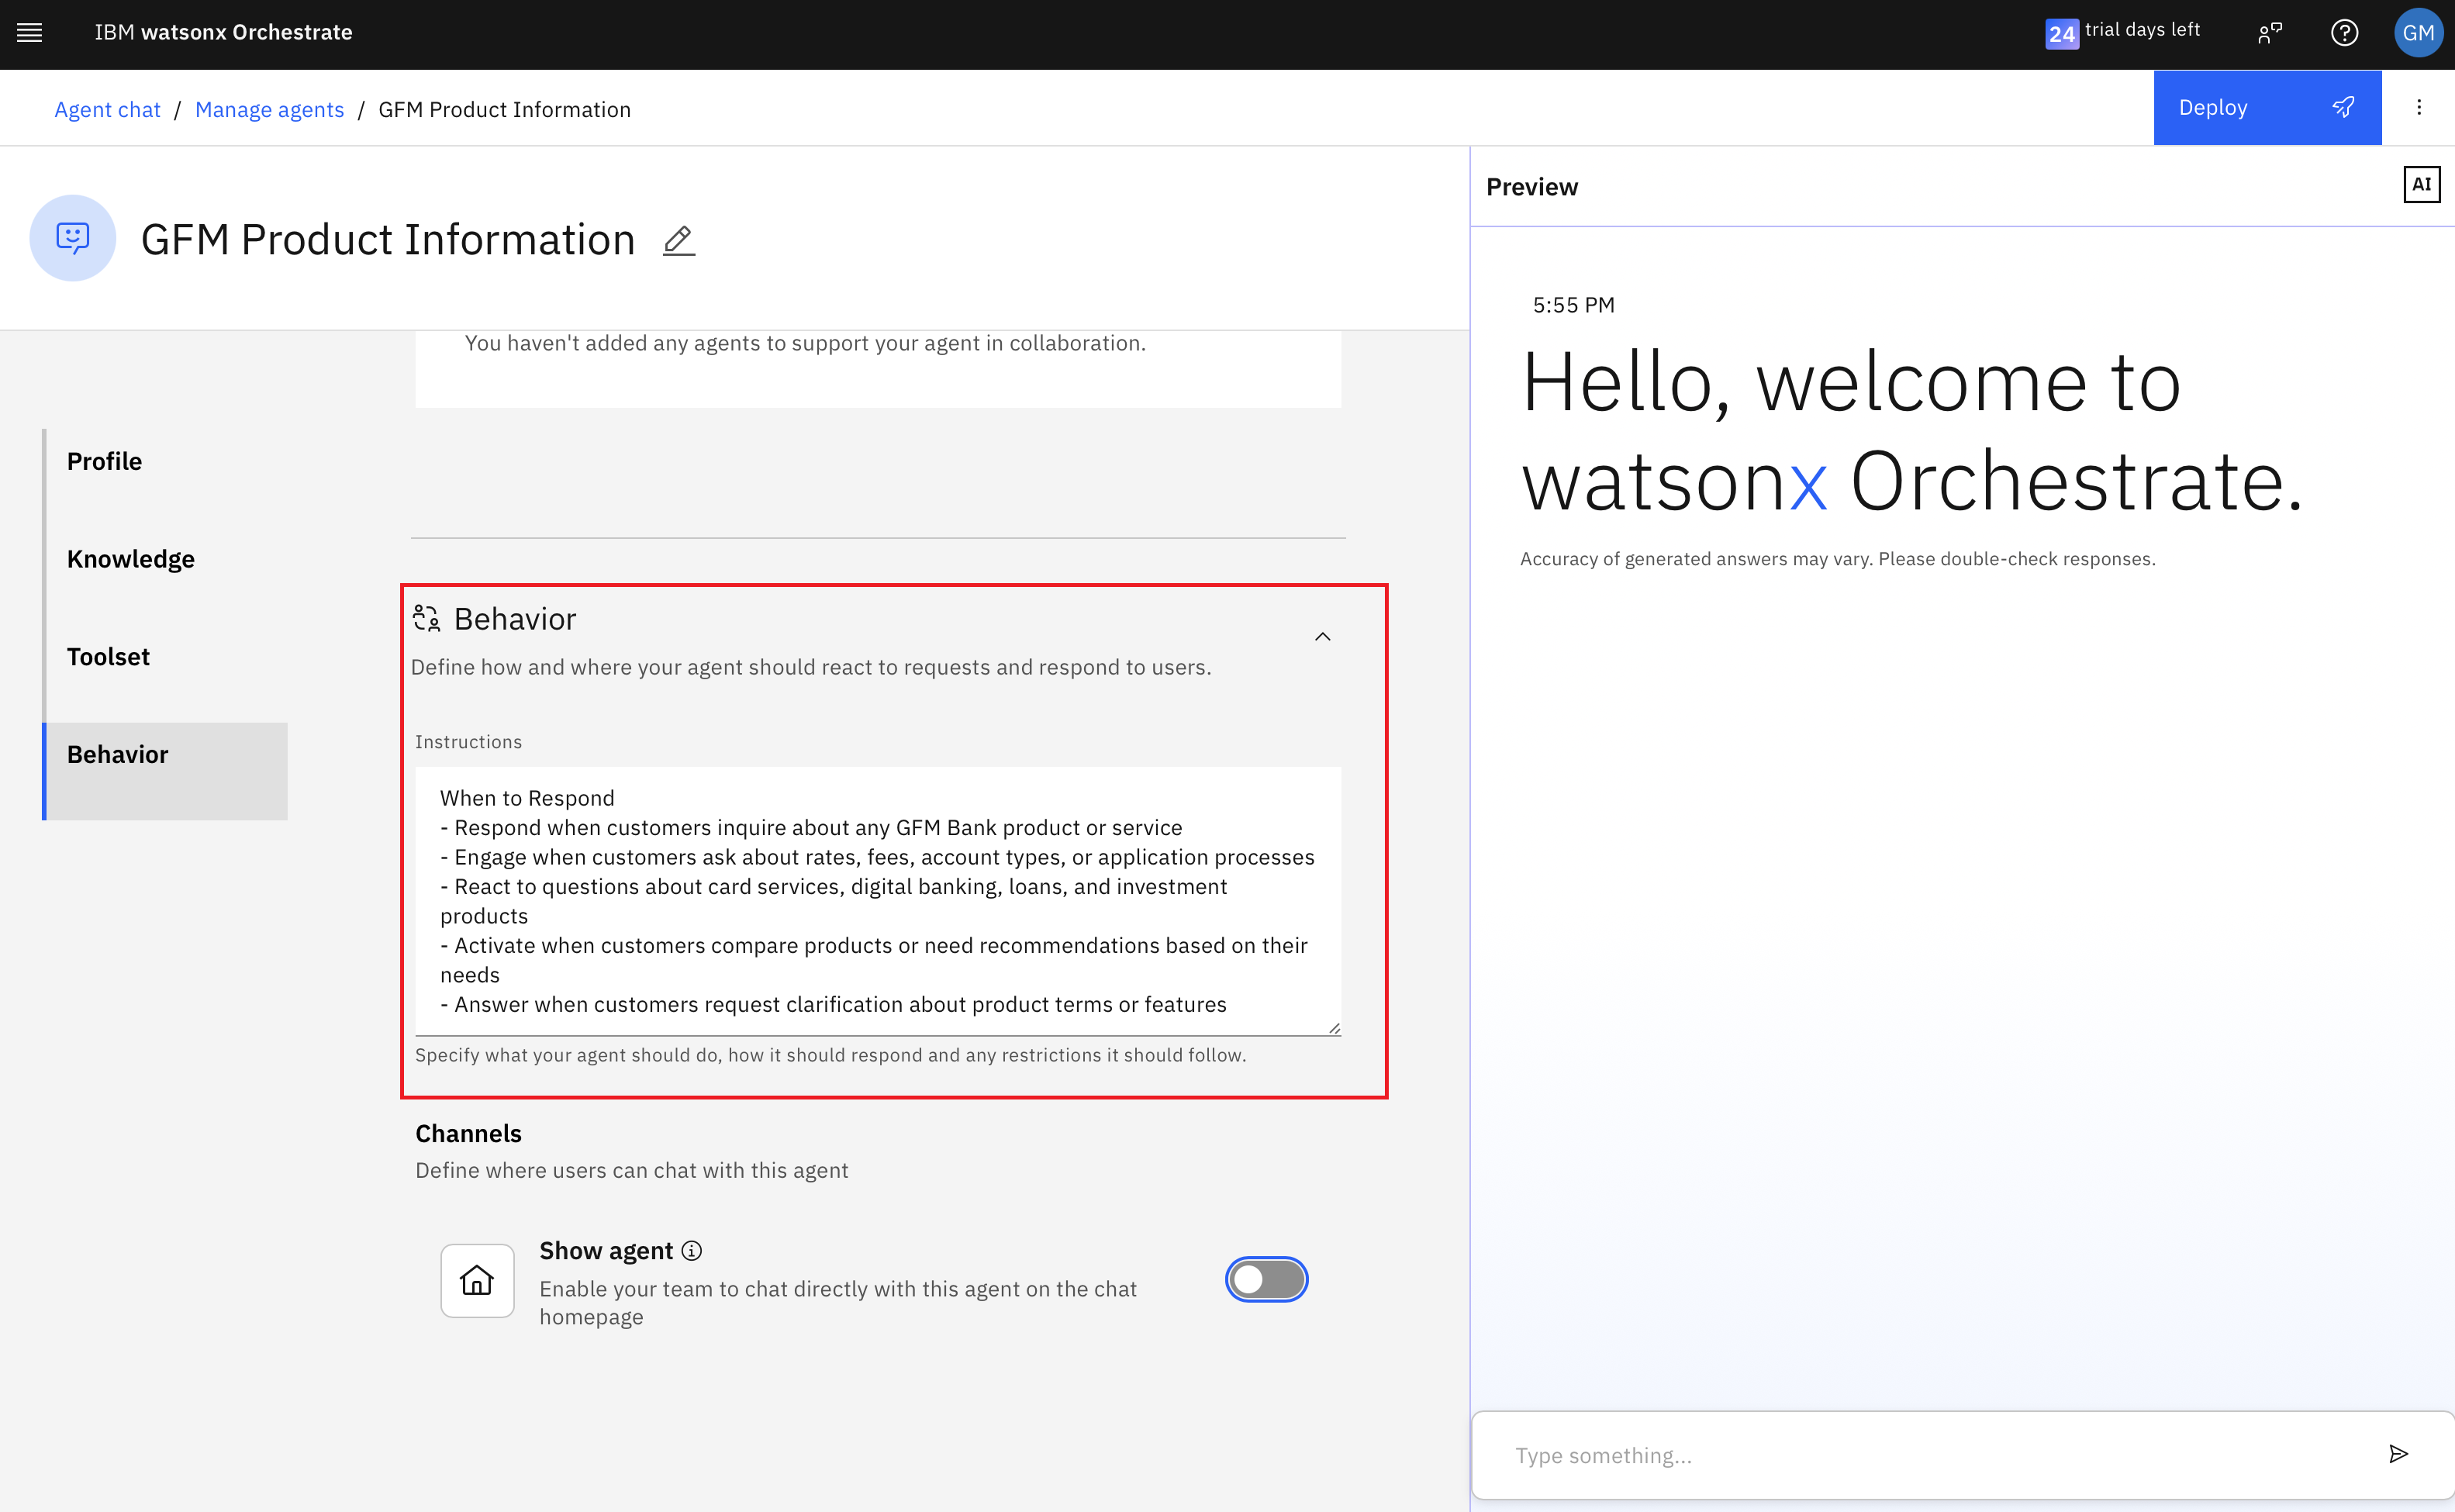 IBM watsonx Orchestrate
24 trial days left
GM
Agent chat / Manage agents / GFM Product Information
Deploy
GFM Product Information
You haven't added any agents to support your agent in collaboration.
Profile
Knowledge
Toolset
Behavior
Behavior
Define how and where your agent should react to requests and respond to users.
Instructions
When to Respond
- Respond when customers inquire about any GFM Bank product or service
- Engage when customers ask about rates, fees, account types, or application processes
- React to questions about card services, digital banking, loans, and investment
products
- Activate when customers compare products or need recommendations based on their
needs
- Answer when customers request clarification about product terms or features
Specify what your agent should do, how it should respond and any restrictions it should follow.
Channels
Define where users can chat with this agent
Show agent
Enable your team to chat directly with this agent on the chat
homepage
Preview
AI
5:55 PM
Hello, welcome to
watsonx Orchestrate.
Accuracy of generated answers may vary. Please double-check responses.
Type something...